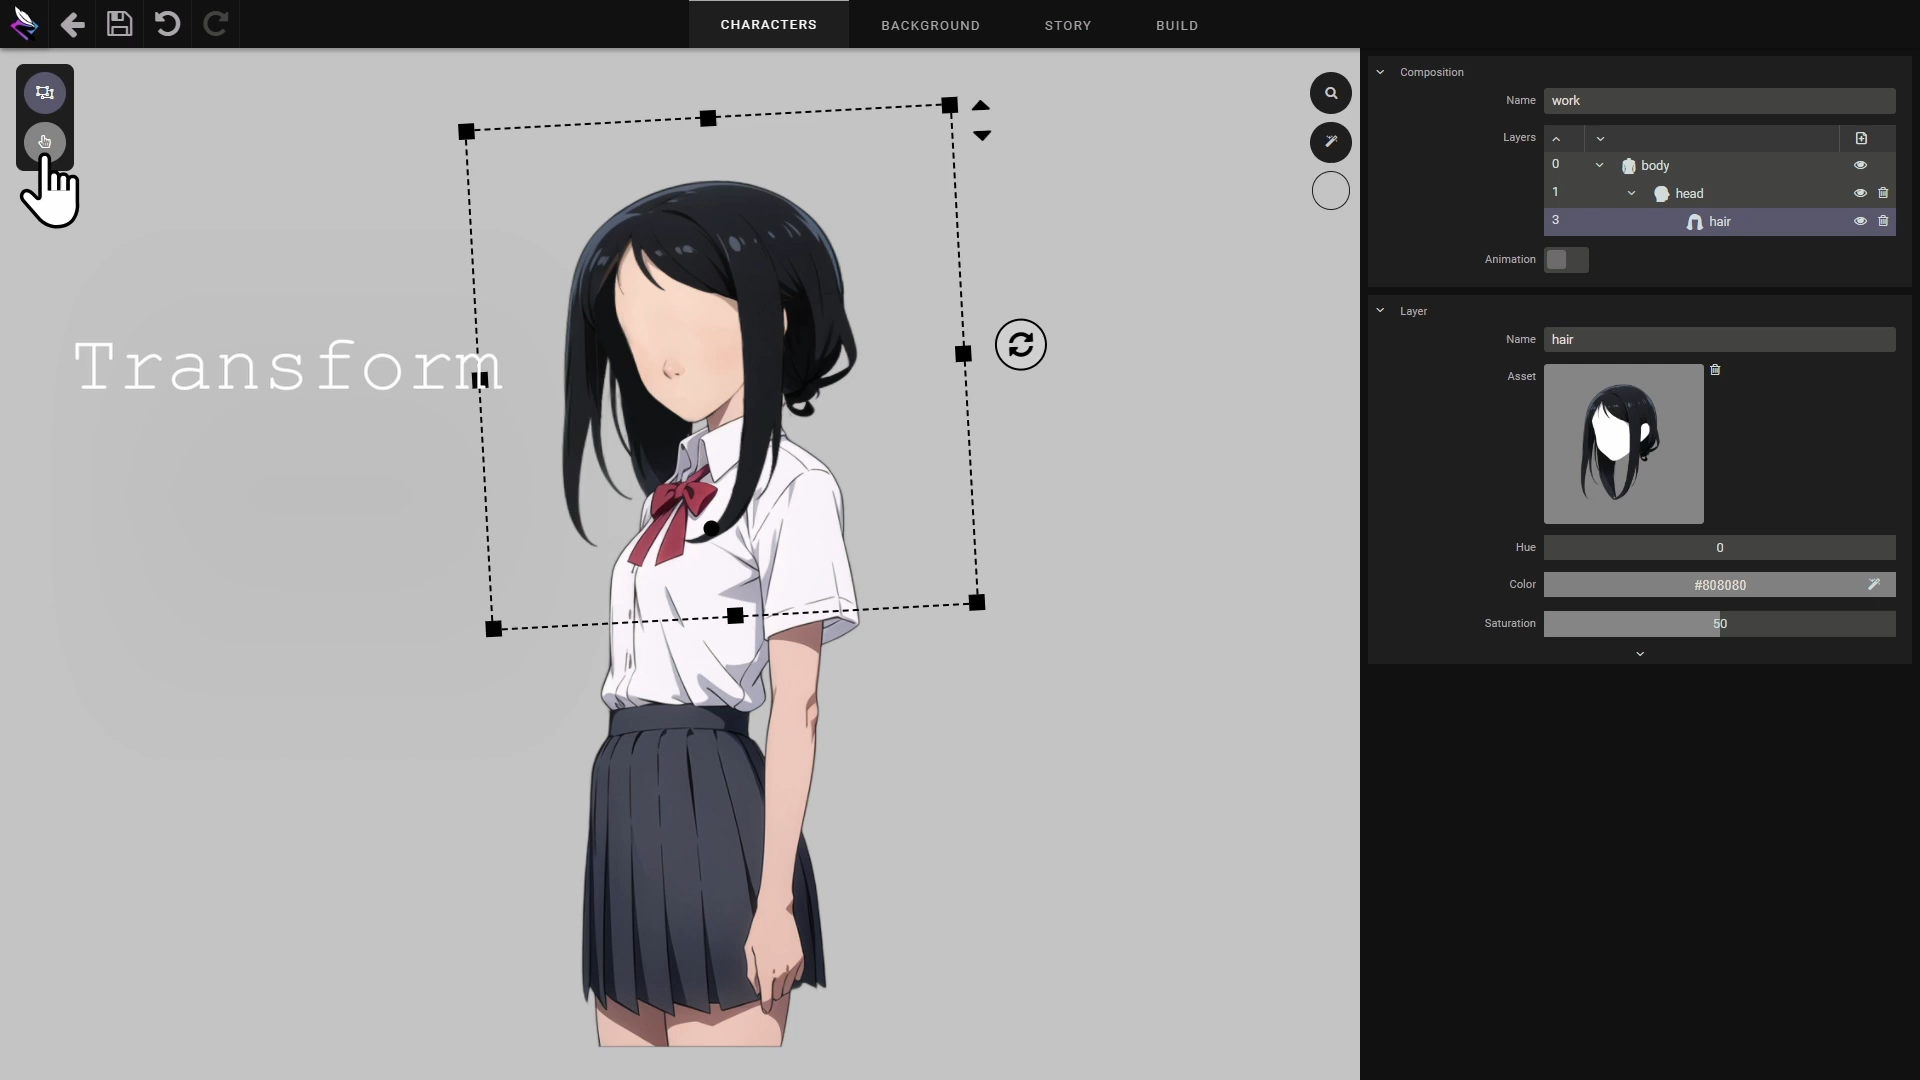 CHARACTERS
BACKGROUND
STORY
BUILD
Transform
Composition
Name
work
Layers
0
body
1
head
3
hair
Animation
Layer
Name
hair
Asset
Hue
0
Color
#808080
Saturation
50